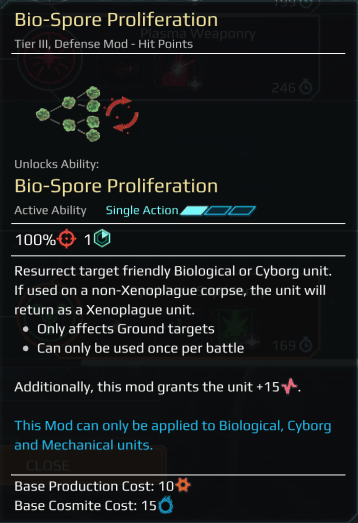 Bio-Spore Proliferation
Tier III, Defense Mod - Hit Points
Plasma Weaponry
246
Unlocks Ability:
Bio-Spore Proliferation
Active Ability Single Action
100% 1
Resurrect target friendly Biological or Cyborg unit.
If used on a non-Xenoplague corpse, the unit will
return as a Xenoplague unit.
• Only affects Ground targets
• Can only be used once per battle
169
Additionally, this mod grants the unit +15.
This Mod can only be applied to Biological, Cyborg
and Mechanical units.
CLOSE
Base Production Cost: 10
Base Cosmite Cost: 15